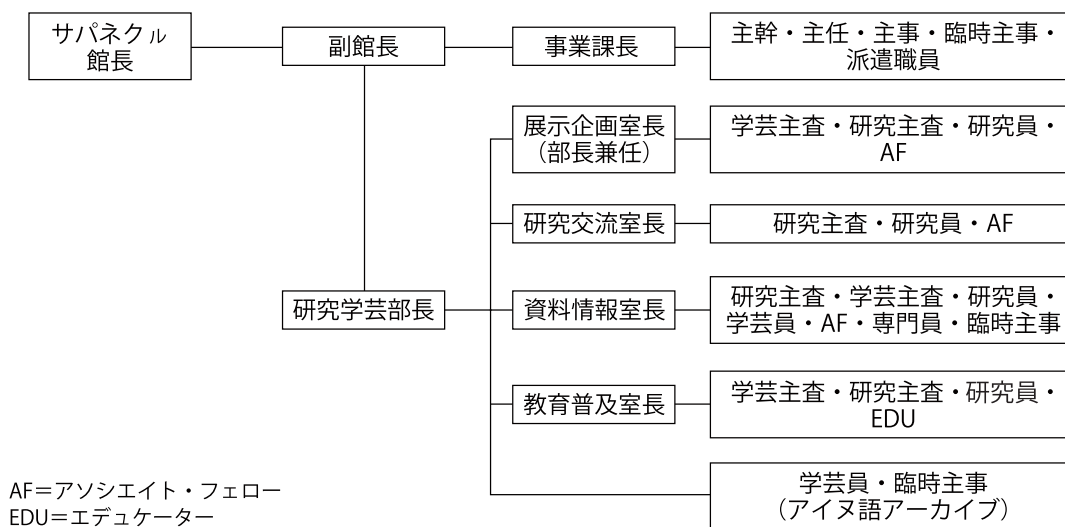 サパネクㇽ
館長
副館長
事業課長
主幹・主任・主事・臨時主事・
派遣職員
展示企画室長
（部長兼任）
学芸主査・研究主査・研究員・
AF
研究交流室長
研究主査・研究員・AF
研究学芸部長
資料情報室長
研究主査・学芸主査・研究員・
学芸員・AF・専門員・臨時主事
教育普及室長
学芸主査・研究主査・研究員・
EDU
学芸員・臨時主事
（アイヌ語アーカイブ）
AF＝アソシエイト・フェロー
EDU＝エデュケーター